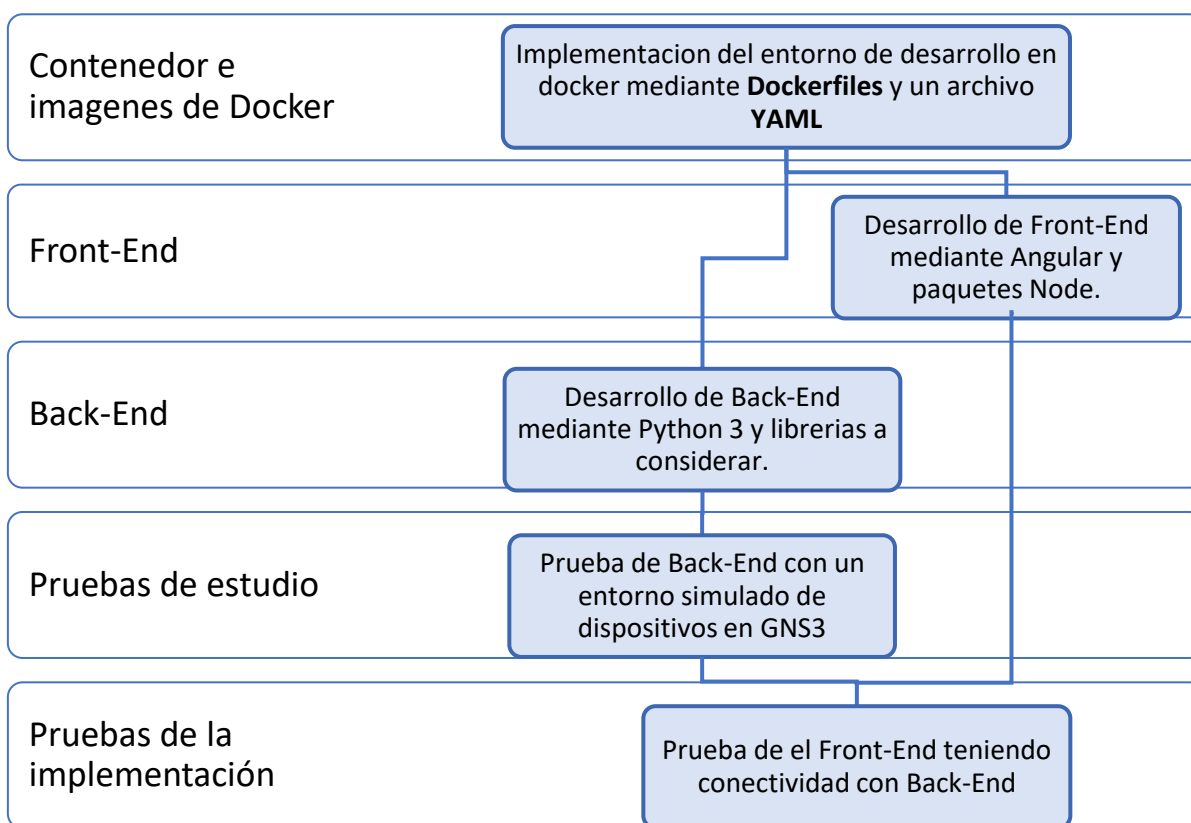 Contenedor e
imagenes de Docker
Implementacion del entorno de desarrollo en
docker mediante Dockerfiles y un archivo
YAML
Front-End
Desarrollo de Front-End
mediante Angular y
paquetes Node.
Back-End
Desarrollo de Back-End
mediante Python 3 y librerias a
considerar.
Pruebas de estudio
Prueba de Back-End con un
entorno simulado de
dispositivos en GNS3
Pruebas de la
implementación
Prueba de el Front-End teniendo
conectividad con Back-End